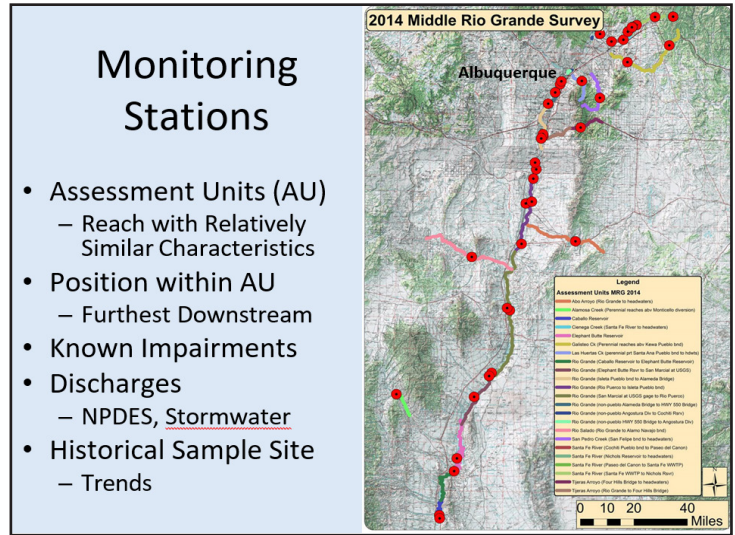 Monitoring
Stations
• Assessment Units (AU)
– Reach with Relatively
Similar Characteristics
• Position within AU
– Furthest Downstream
• Known Impairments
• Discharges
– NPDES, Stormwater
• Historical Sample Site
– Trends
2014 Middle Rio Grande Survey
Albuquerque
Legend
Assessment Units MRG 2014
Abo Arroyo (Rio Grande to headwaters)
Alamosa Creek (Perennial reaches abv Monticello diversion)
Caballo Reservoir
Cienega Creek (Santa Fe River to headwaters)
Elephant Butte Reservoir
Galisteo Ck (Perennial reaches abv Kewa Pueblo bnd)
Las Huertas Ck (perennial prt Santa Ana Pueblo bnd to hdwts)
Rio Grande (Caballo Reservoir to Elephant Butte Reservoir)
Rio Grande (Elephant Butte Rsvr to San Marcial at USGS)
Rio Grande (Isleta Pueblo bnd to Alameda Bridge)
Rio Grande (Rio Puerco to Isleta Pueblo bnd)
Rio Grande (San Marcial at USGS gage to Rio Puerco)
Rio Grande (non-pueblo Alameda Bridge to HWY 550 Bridge)
Rio Grande (non-pueblo Angostura Div to Cochiti Rsrv)
Rio Grande (non-pueblo HWY 550 Bridge to Angostura Div)
Rio Salado (Rio Grande to Alamo Navajo bnd)
San Pedro Creek (San Felipe bnd to headwaters)
Santa Fe River (Cochiti Pueblo bnd to Paseo del Canon)
Santa Fe River (Nichols Reservoir to headwaters)
Santa Fe River (Paseo del Canon to Santa Fe WWTP)
Santa Fe River (Santa Fe WWTP to Nichols Rsvr)
Tijeras Arroyo (Four Hills Bridge to headwaters)
Tijeras Arroyo (Rio Grande to Four Hills Bridge)
0 10 20 40
Miles